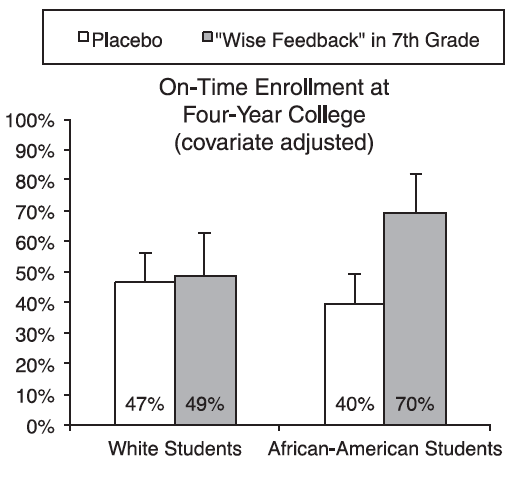 Placebo "Wise Feedback" in 7th Grade
On-Time Enrollment at
Four-Year College
(covariate adjusted)
100%
90%
80%
70%
60%
50%
40%
30%
20%
10%
0%
47% 49% 40% 70%
White Students African-American Students